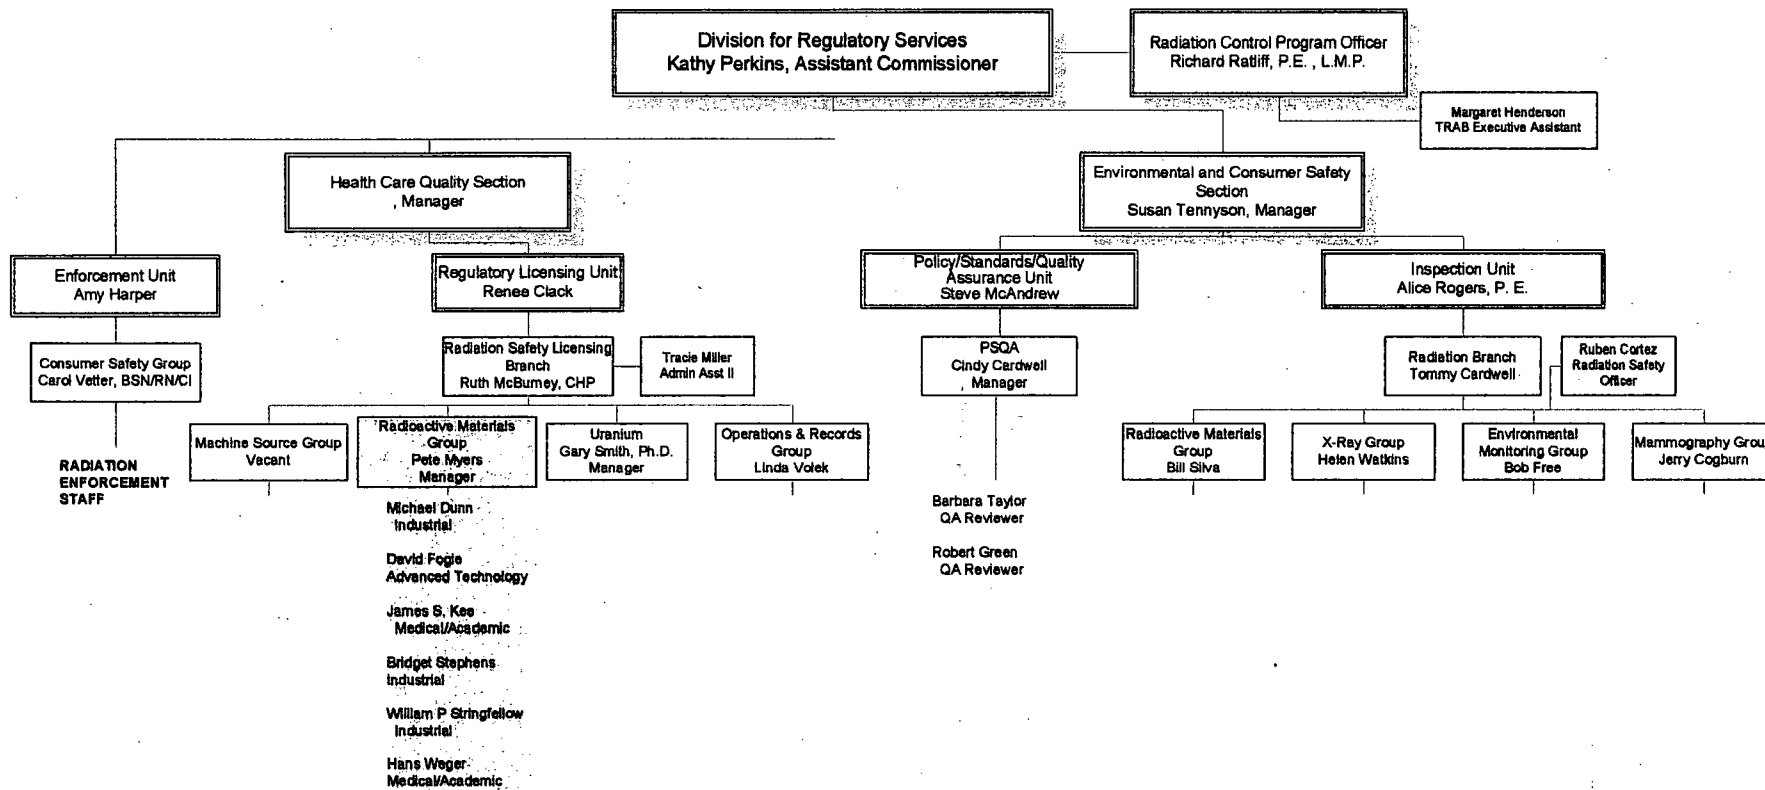 Division for Regulatory Services
Kathy Perkins, Assistant Commissioner
Radiation Control Program Officer
Richard Ratliff, P.E. , L.M.P.
Margaret Henderson
TRAB Executive Assistant
Health Care Quality Section
, Manager
Environmental and Consumer Safety
Section
Susan Tennyson, Manager
Enforcement Unit
Amy Harper
Regulatory Licensing Unit
Renee Clack
Policy/Standards/Quality
Assurance Unit
Steve McAndrew
Inspection Unit
Alice Rogers, P. E.
Consumer Safety Group
Carol Vetter, BSN/RN/CI
Radiation Safety Licensing
Branch
Ruth McBurney, CHP
Tracie Miller
Admin Asst II
PSQA
Cindy Cardwell
Manager
Radiation Branch
Tommy Cardwell
Ruben Cortez
Radiation Safety
Officer
RADIATION
ENFORCEMENT
STAFF
Machine Source Group
Vacant
Radioactive Materials
Group
Pete Myers
Manager
Uranium
Gary Smith, Ph.D.
Manager
Operations & Records
Group
Linda Volek
Radioactive Materials
Group
Bill Silva
X-Ray Group
Helen Watkins
Environmental
Monitoring Group
Bob Free
Mammography Grou
Jerry Cogburn
Michael Dunn
Industrial
David Fogle
Advanced Technology
James S. Kee
Medical/Academic
Bridget Stephens
Industrial
William P Stringfellow
Industrial
Hans Weger
Medical/Academic
Barbara Taylor
QA Reviewer
Robert Green
QA Reviewer